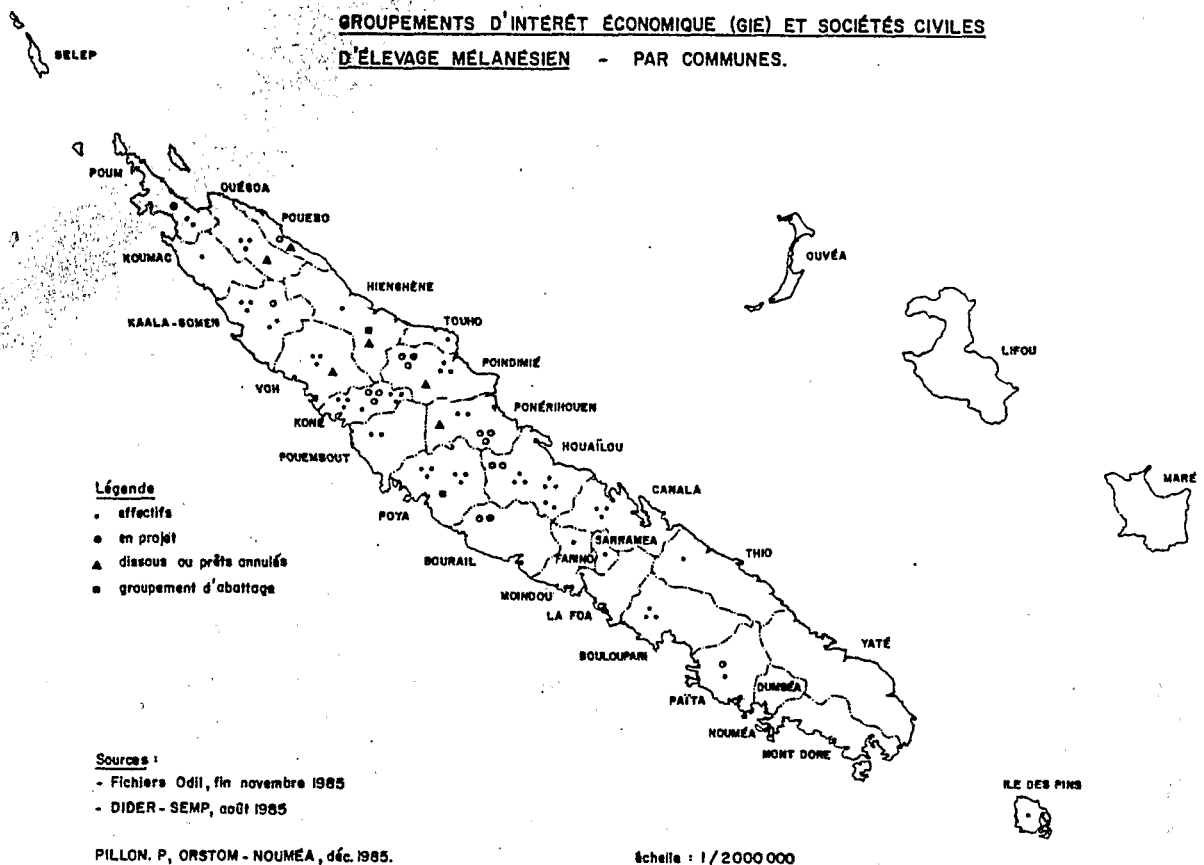 GROUPEMENTS D'INTERÊT ÉCONOMIQUE (GIE) ET SOCIÉTÉS CIVILES
D'ÉLEVAGE MÉLANÉSIEN - PAR COMMUNES.
BELEP
POUM
OUÉGOA
POUEBO
KOUMAC
OUVÉA
HIENGHÈNE
KAALA-GOMEN
TOUHO
LIFOU
POINDIMIÉ
VOH
PONÉRIHOUEN
KONÉ
HOUAÏLOU
POUEMBOUT
MARÉ
Légende
effectifs
en projet
dissous ou prêts annulés
groupement d'abattage
CANALA
POYA
SARRAMEA
THIO
BOURAIL
FARINO
MOINDOU
LA FOA
YATÉ
BOULOUPARI
DUMBÉA
PAÏTA
NOUMÉA
MONT DORE
ILE DES PINS
Sources :
- Fichiers Odil, fin novembre 1985
- DIDER-SEMP, août 1985
PILLON. P, ORSTOM - NOUMÉA, déc. 1985.
échelle : 1/2000000